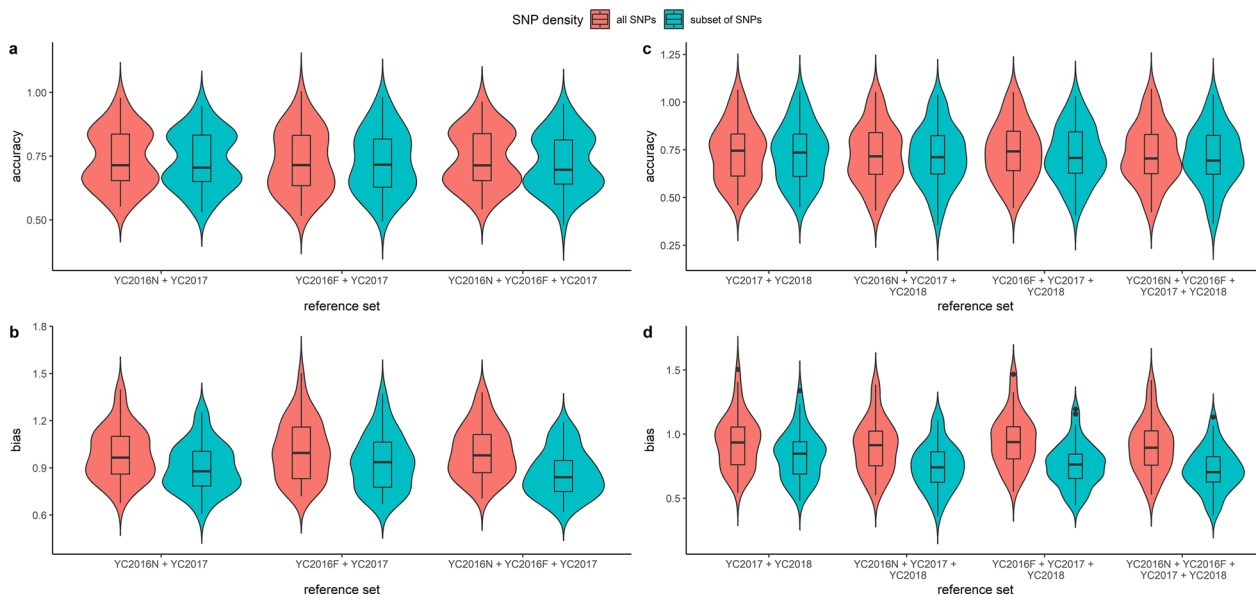 SNP density all SNPs subset of SNPs
a
accuracy
1.00
0.75
0.50
YC2016N + YC2017 YC2016F + YC2017 YC2016N + YC2016F + YC2017
reference set
c
accuracy
1.25
1.00
0.75
0.50
0.25
YC2017 + YC2018 YC2016N + YC2017 + YC2016F + YC2017 + YC2016N + YC2016F +
YC2018 YC2018 YC2017 + YC2018
reference set
b
bias
1.8
1.5
1.2
0.9
0.6
YC2016N + YC2017 YC2016F + YC2017 YC2016N + YC2016F + YC2017
reference set
d
bias
1.5
1.0
0.5
YC2017 + YC2018 YC2016N + YC2017 + YC2016F + YC2017 + YC2016N + YC2016F +
YC2018 YC2018 YC2017 + YC2018
reference set